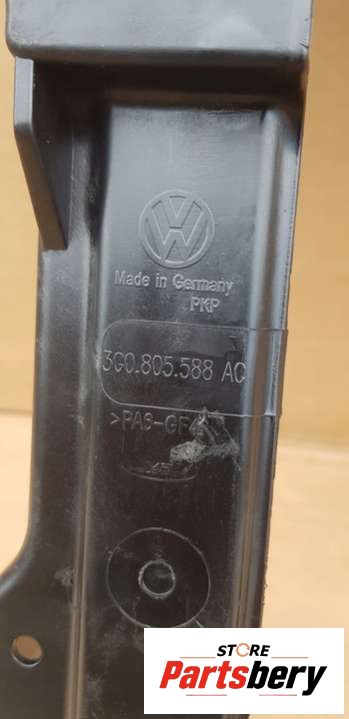 Made in Germany
PKP
3G0.805.588 AC
STORE
Partsbery